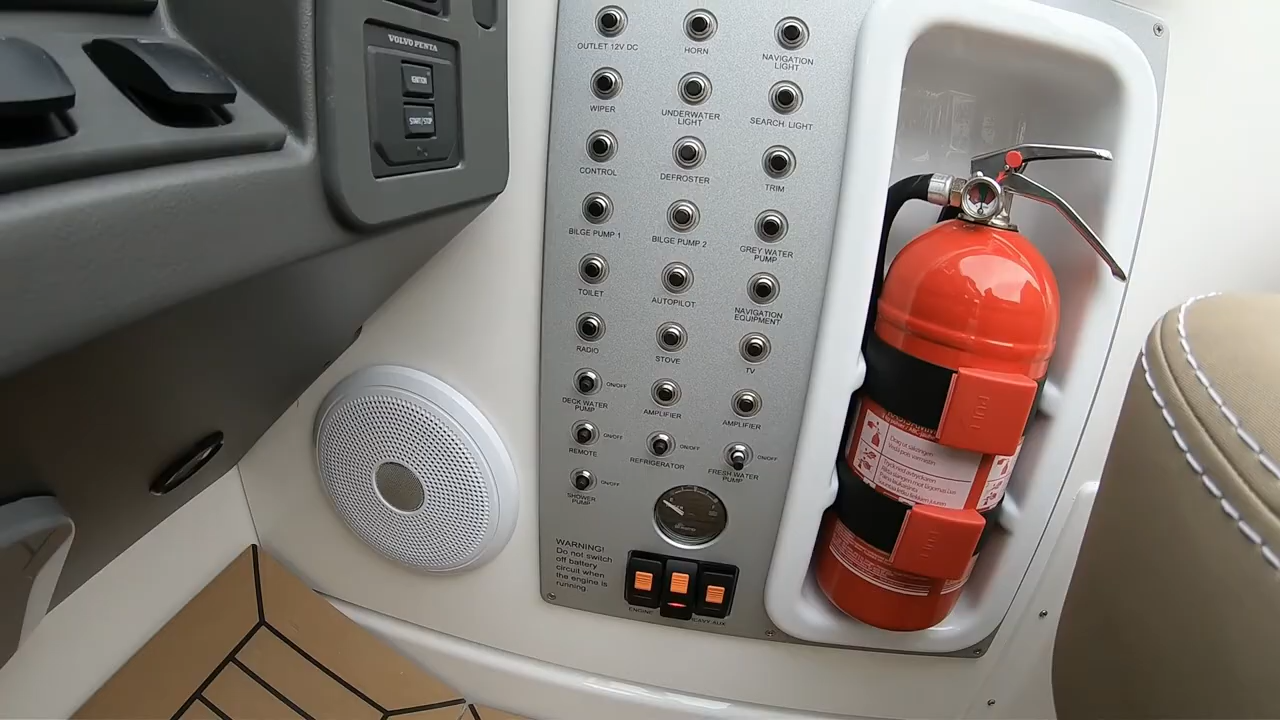 VOLVO PENTA
IGNITION
START/STOP
OUTLET 12V DC
HORN
NAVIGATION
LIGHT
WIPER
UNDERWATER
LIGHT
SEARCH LIGHT
CONTROL
DEFROSTER
TRIM
BILGE PUMP 1
BILGE PUMP 2
GREY WATER
PUMP
TOILET
AUTOPILOT
NAVIGATION
EQUIPMENT
RADIO
STOVE
TV
ON/OFF
DECK WATER
PUMP
AMPLIFIER
AMPLIFIER
ON/OFF
REMOTE
ON/OFF
REFRIGERATOR
ON/OFF
FRESH WATER
PUMP
ON/OFF
SHOWER
PUMP
WARNING!
Do not switch
off battery
circuit when
the engine is
running.
ENGINE
PULL
Drag ut säkringen
PULL